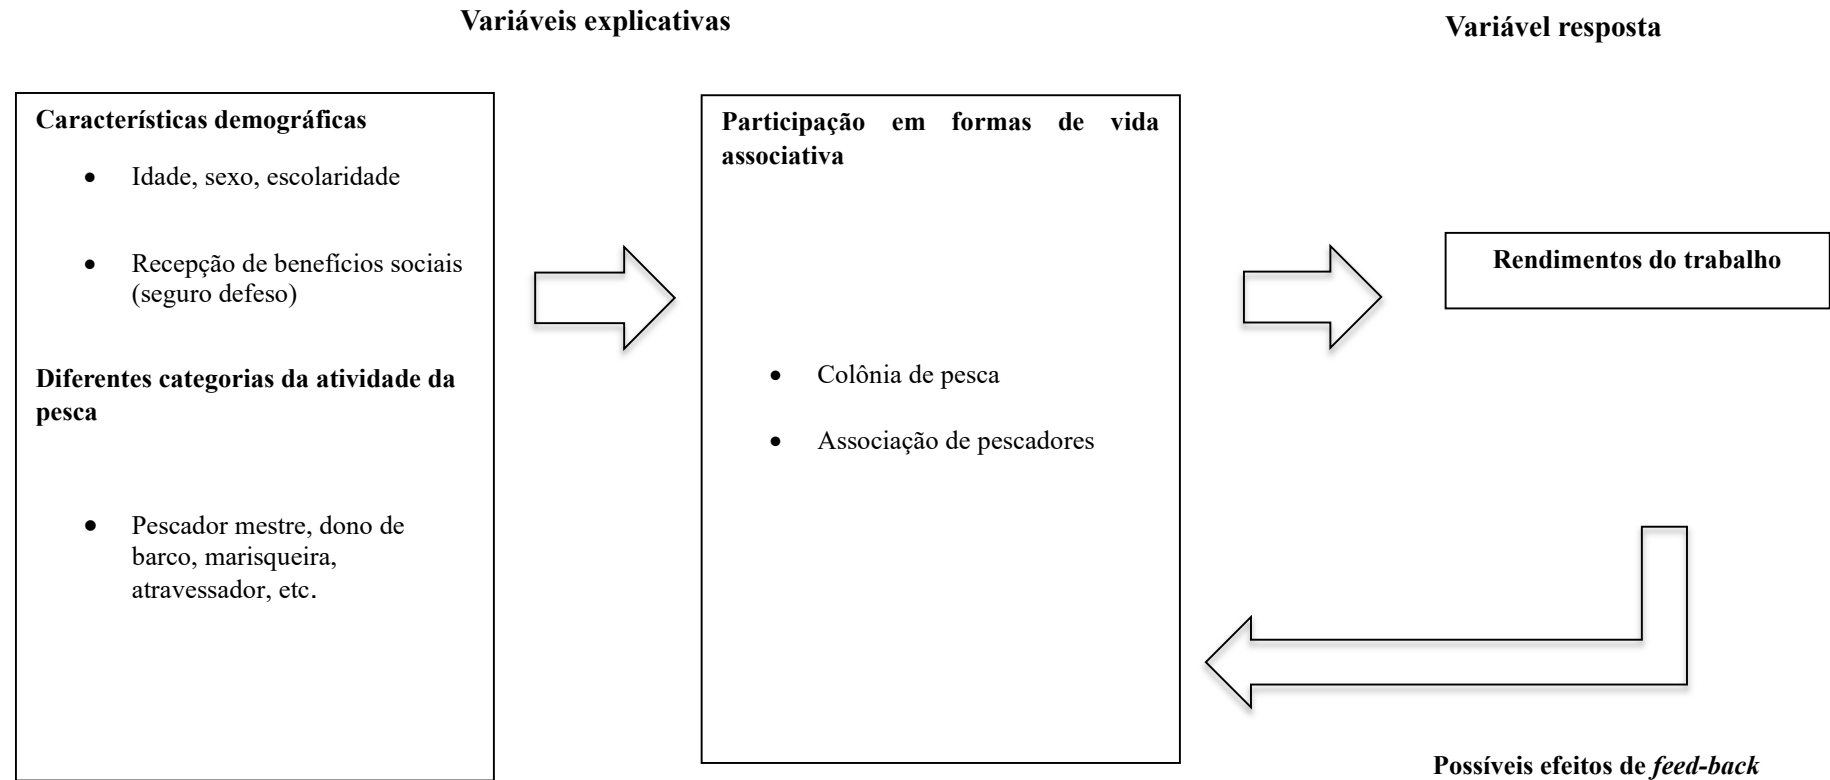 Variáveis explicativas
Variável resposta
Características demográficas
• Idade, sexo, escolaridade
• Recepção de benefícios sociais
(seguro defeso)
Diferentes categorias da atividade da
pesca
• Pescador mestre, dono de
barco, marisqueira,
atravessador, etc.
Participação em formas de vida
associativa
• Colônia de pesca
• Associação de pescadores
Rendimentos do trabalho
Possíveis efeitos de feed-back